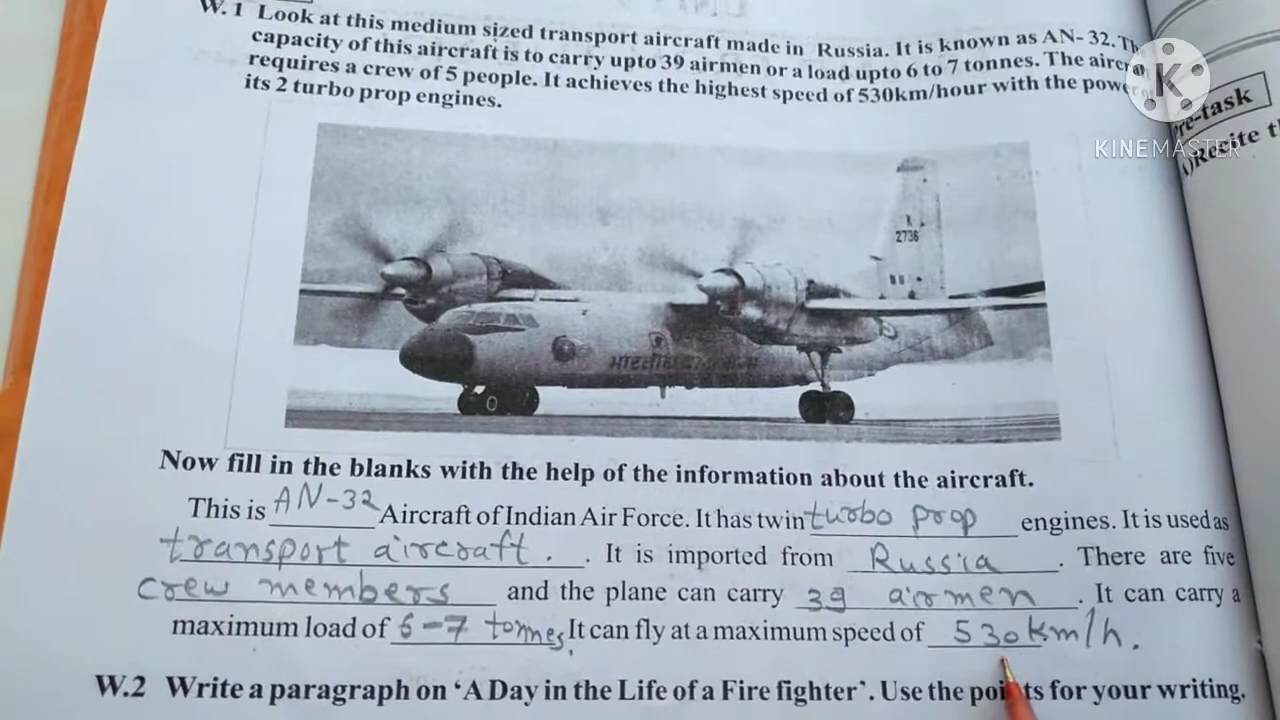 W.1 Look at this medium sized transport aircraft made in Russia. It is known as AN-32.
capacity of this aircraft is to carry upto 39 airmen or a load upto 6 to 7 tonnes. The
requires a crew of 5 people. It achieves the highest speed of 530km/hour with the power
its 2 turbo prop engines.
K
KINEMASTER
Pre-task
Recite
K
2736
भारतीय
Now fill in the blanks with the help of the information about the aircraft.
This is AN-32 Aircraft of Indian Air Force. It has twin turbo prop engines. It is used as
transport aircraft. . It is imported from Russia . There are five
crew members and the plane can carry 39 airmen . It can carry a
maximum load of 6-7 tonnes. It can fly at a maximum speed of 530km/h.
W.2 Write a paragraph on ‘A Day in the Life of a Fire fighter’. Use the points for your writing.